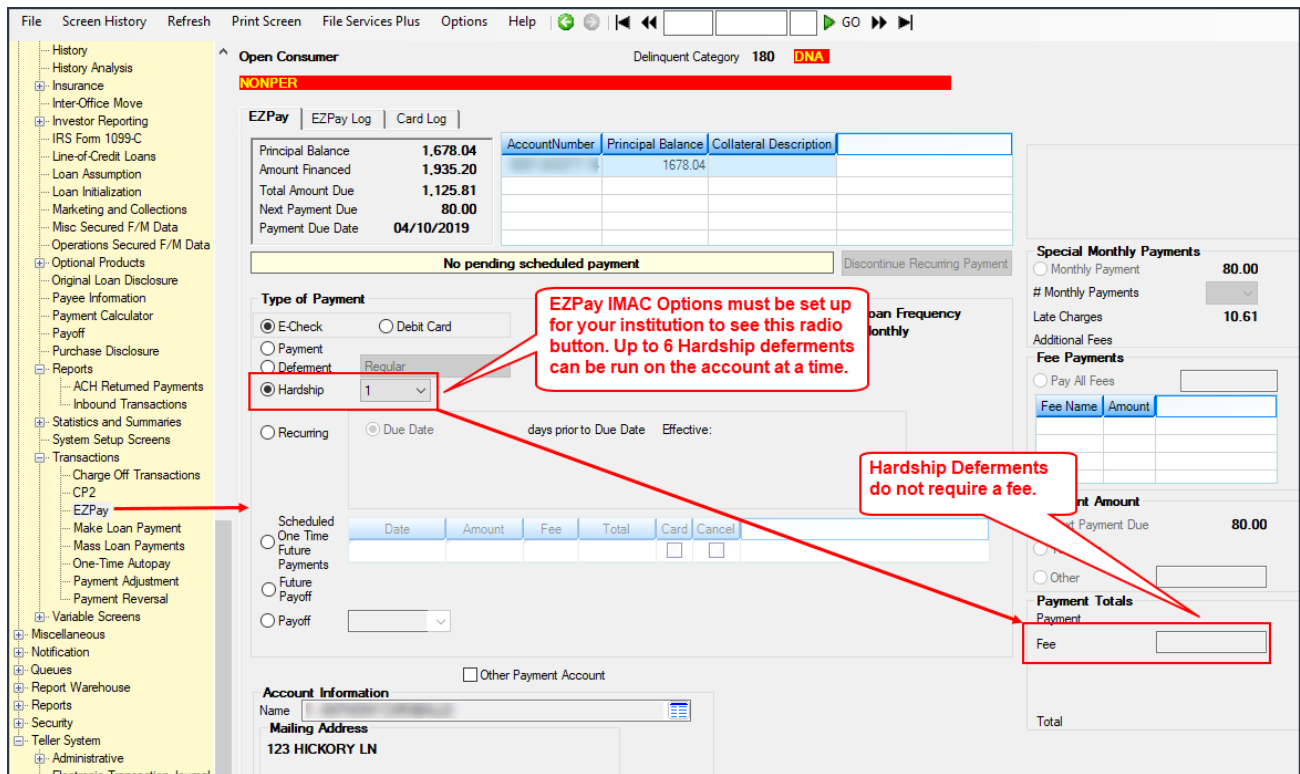 File Screen History Refresh Print Screen File Services Plus Options Help GO
History
History Analysis
Insurance
Inter-Office Move
Investor Reporting
IRS Form 1099-C
Line-of-Credit Loans
Loan Assumption
Loan Initialization
Marketing and Collections
Misc Secured F/M Data
Operations Secured F/M Data
Optional Products
Original Loan Disclosure
Payee Information
Payment Calculator
Payoff
Purchase Disclosure
Reports
ACH Returned Payments
Inbound Transactions
Statistics and Summaries
System Setup Screens
Transactions
Charge Off Transactions
CP2
EZPay
Make Loan Payment
Mass Loan Payments
One-Time Autopay
Payment Adjustment
Payment Reversal
Variable Screens
Miscellaneous
Notification
Queues
Report Warehouse
Reports
Security
Teller System
Administrative
Electronic Transaction Journal
Open Consumer Delinquent Category 180 DNA
NONPER
EZPay EZPay Log Card Log
Principal Balance 1,678.04
Amount Financed 1,935.20
Total Amount Due 1,125.81
Next Payment Due 80.00
Payment Due Date 04/10/2019
AccountNumber Principal Balance Collateral Description
1678.04
No pending scheduled payment Discontinue Recurring Payment
Type of Payment
E-Check Debit Card
Payment
Deferment Regular
Hardship 1
Recurring Due Date days prior to Due Date Effective:
Scheduled One Time Future Payments
Date Amount Fee Total Card Cancel
Future Payoff
Payoff
EZPay IMAC Options must be set up
for your institution to see this radio
button. Up to 6 Hardship deferments
can be run on the account at a time.
Loan Frequency
Monthly
Hardship Deferments
do not require a fee.
Other Payment Account
Account Information
Name
Mailing Address
123 HICKORY LN
Special Monthly Payments
Monthly Payment 80.00
# Monthly Payments
Late Charges 10.61
Additional Fees
Fee Payments
Pay All Fees
Fee Name Amount
Amount
Payment Due 80.00
Other
Payment Totals
Payment
Fee
Total